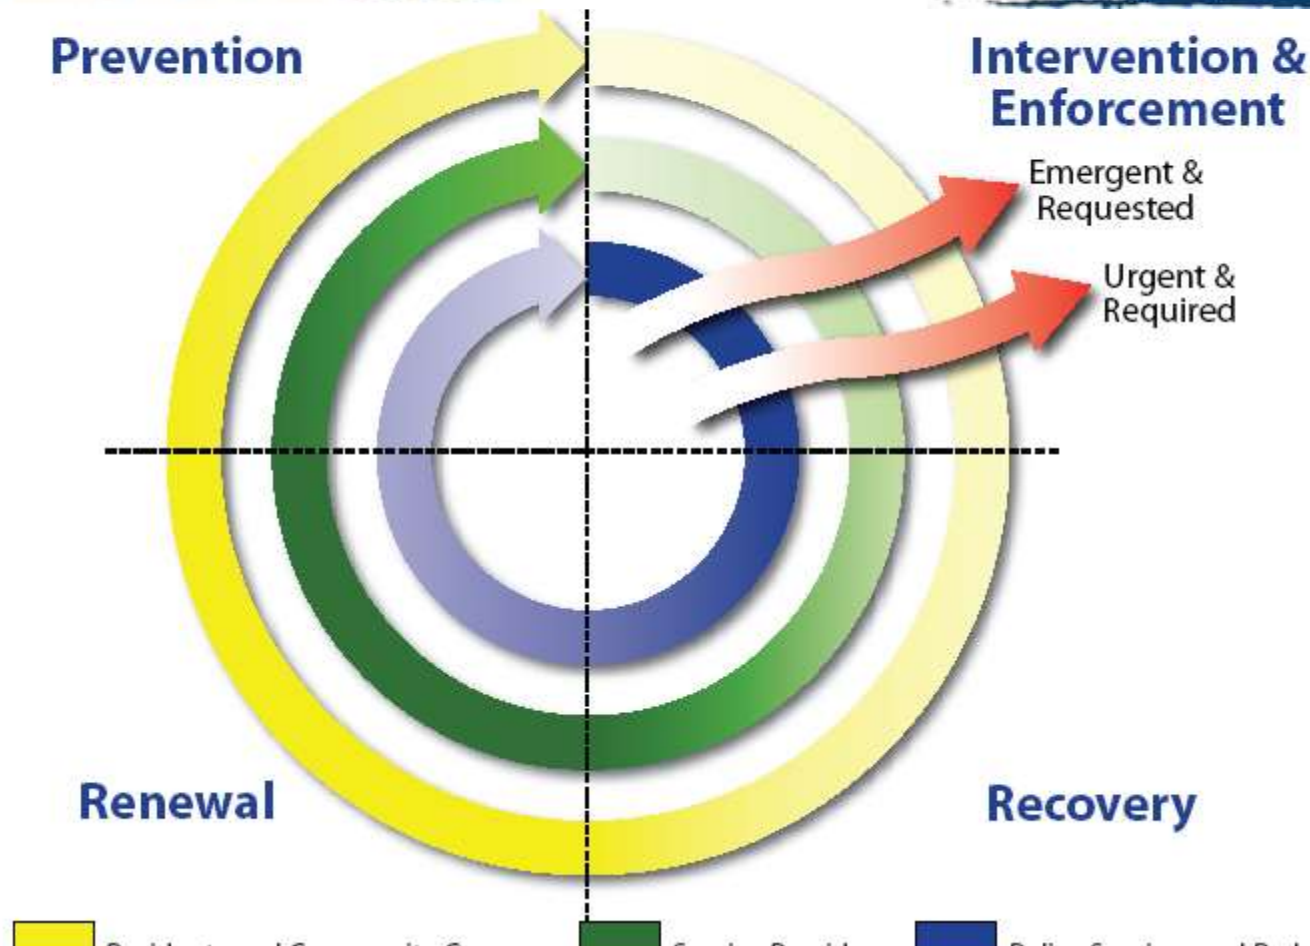 Prevention
Intervention &
Enforcement
Emergent &
Requested
Urgent &
Required
Renewal
Recovery